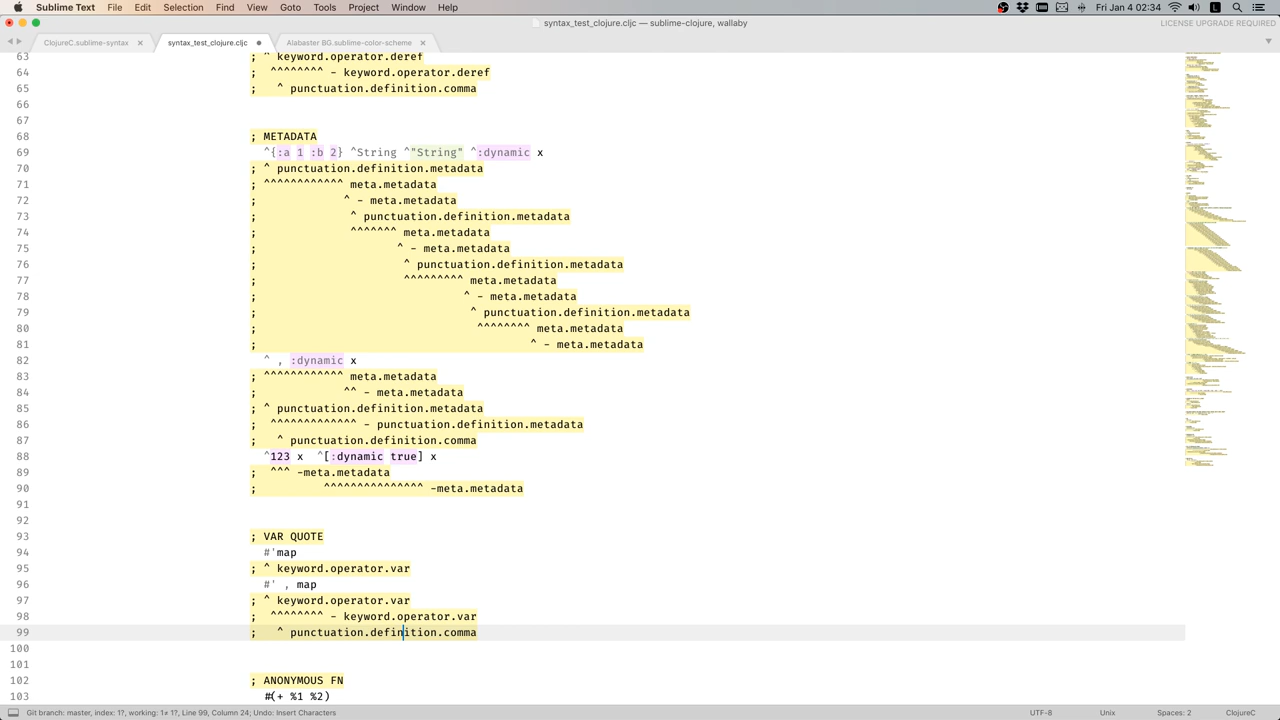 Sublime Text File Edit Selection Find Goto Tools Project Window Help Fri Jan 4 02:34
syntax_test_clojure.cljc — sublime-clojure, wallaby LICENSE UPGRADE REQUIRED
ClojureC.sublime-syntax × syntax_test_clojure.cljc Alabaster BG.sublime-color-scheme ×
63 ; ^ keyword.operator.deref
64 ;  ^^^^^^^^ - keyword.operator.deref
65 ;   ^ punctuation.definition.comma
66
67
68 ; METADATA
69   ^{:a 1 :b 2} ^String ^"String" ^:dynamic x
70 ; ^ punctuation.definition.metadata
71 ; ^^^^^^^^^^^^ meta.metadata
72 ;             ^ - meta.metadata
73 ;              ^ punctuation.definition.metadata
74 ;              ^^^^^^^ meta.metadata
75 ;                     ^ - meta.metadata
76 ;                      ^ punctuation.definition.metadata
77 ;                      ^^^^^^^^^ meta.metadata
78 ;                               ^ - meta.metadata
79 ;                                ^ punctuation.definition.metadata
80 ;                                 ^^^^^^^^ meta.metadata
81 ;                                         ^ - meta.metadata
82   ^ , :dynamic x
83 ; ^^^^^^^^^^^^ meta.metadata
84 ;             ^^ - meta.metadata
85 ; ^ punctuation.definition.metadata
86 ;  ^^^^^^^^^^^^^ - punctuation.definition.metadata
87 ;   ^ punctuation.definition.comma
88   ^123 x  ^[:dynamic true] x
89 ;  ^^^ -meta.metadata
90 ;          ^^^^^^^^^^^^^^^ -meta.metadata
91
92
93 ; VAR QUOTE
94   #'map
95 ; ^ keyword.operator.var
96   #' , map
97 ; ^ keyword.operator.var
98 ;  ^^^^^^^^ - keyword.operator.var
99 ;   ^ punctuation.definition.comma
100
101
102 ; ANONYMOUS FN
103   #(+ %1 %2)
Git branch: master, index: 1?, working: 1≠ 1?, Line 99, Column 24; Undo: Insert Characters UTF-8 Unix Spaces: 2 ClojureC